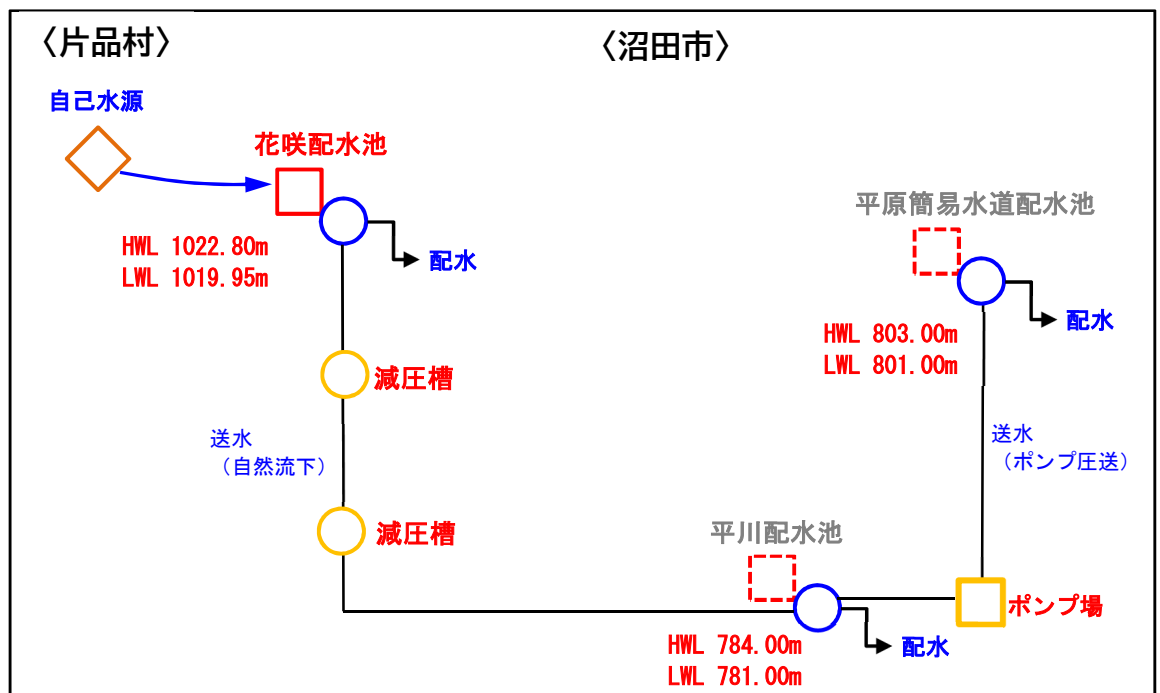 〈片品村〉
〈沼田市〉
自己水源
花咲配水池
HWL 1022.80m
LWL 1019.95m
配水
減圧槽
送水
（自然流下）
減圧槽
平原簡易水道配水池
HWL 803.00m
LWL 801.00m
配水
送水
（ポンプ圧送）
平川配水池
HWL 784.00m
LWL 781.00m
配水
ポンプ場